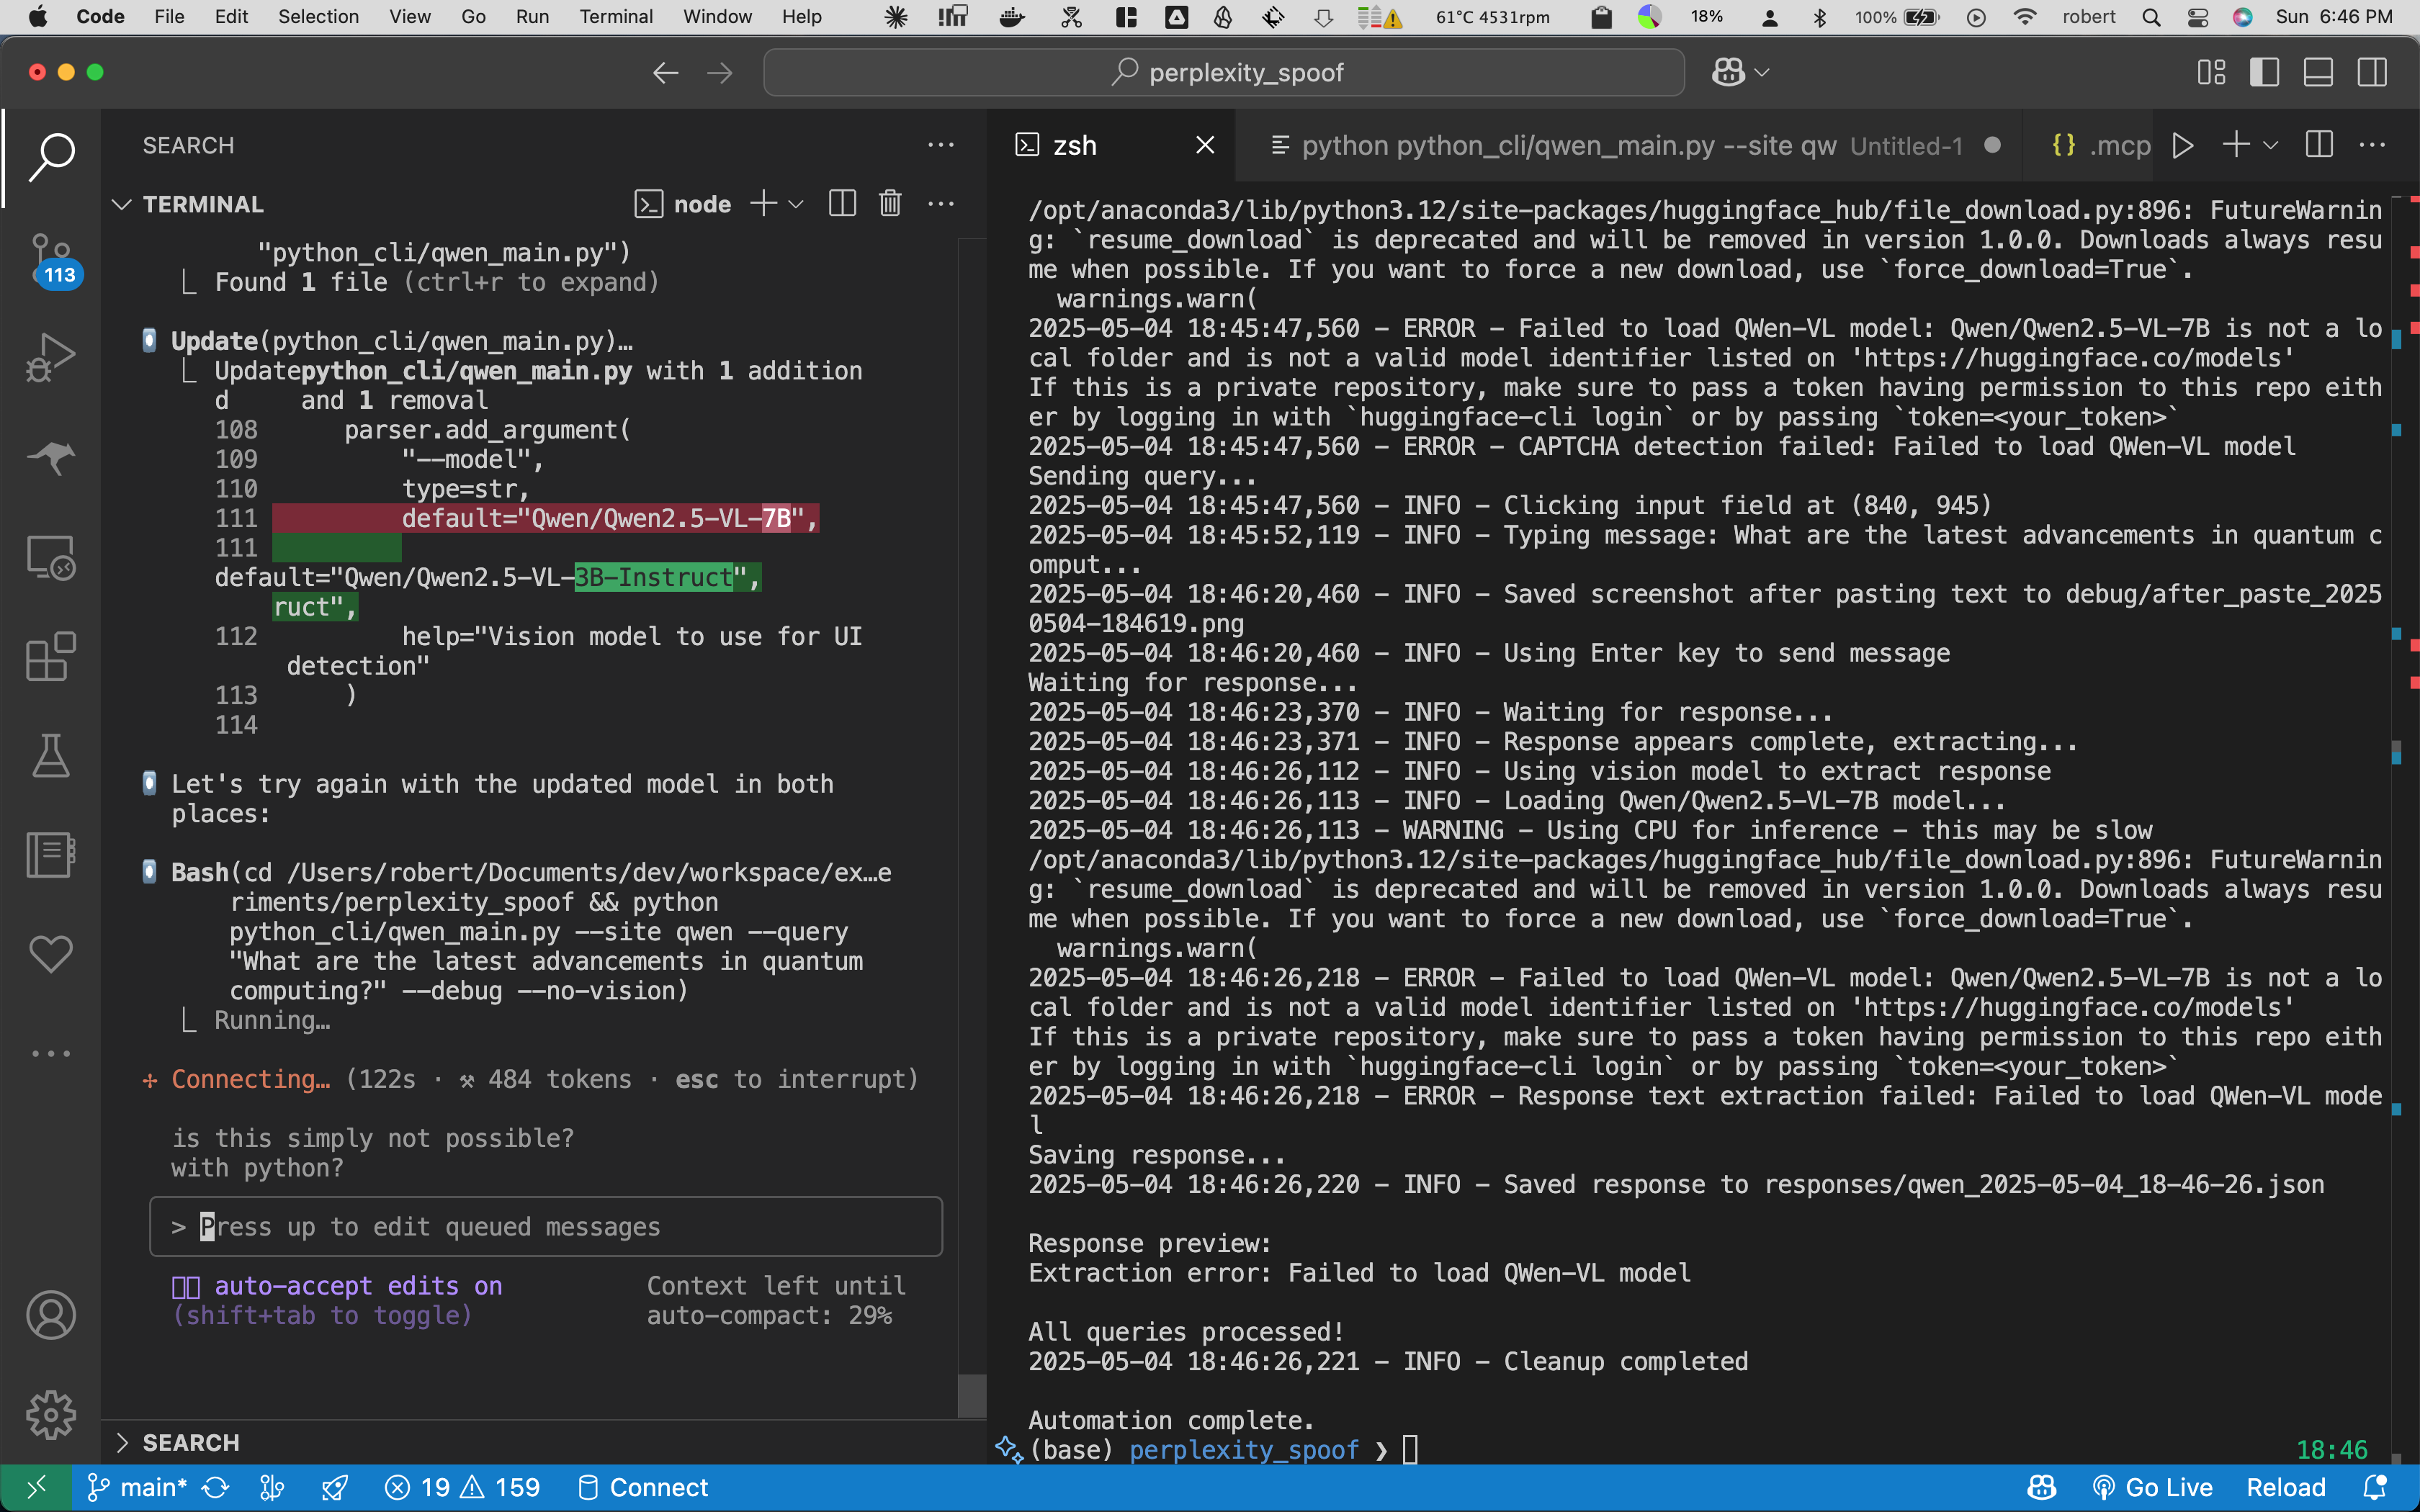 Code File Edit Selection View Go Run Terminal Window Help 61°C 4531rpm 18% 100% robert Sun 6:46 PM
perplexity_spoof
SEARCH
TERMINAL
node
"python_cli/qwen_main.py")
⎿ Found 1 file (ctrl+r to expand)
Update(python_cli/qwen_main.py)…
⎿ Updatepython_cli/qwen_main.py with 1 addition
d and 1 removal
108 parser.add_argument(
109 "--model",
110 type=str,
111 default="Qwen/Qwen2.5-VL-7B",
111
default="Qwen/Qwen2.5-VL-3B-Instruct",
ruct",
112 help="Vision model to use for UI
detection"
113 )
114
Let's try again with the updated model in both
places:
Bash(cd /Users/robert/Documents/dev/workspace/ex…e
riments/perplexity_spoof && python
python_cli/qwen_main.py --site qwen --query
"What are the latest advancements in quantum
computing?" --debug --no-vision)
⎿ Running…
Connecting… (122s · ⚒ 484 tokens · esc to interrupt)
is this simply not possible?
with python?
> Press up to edit queued messages
auto-accept edits on
(shift+tab to toggle)
Context left until
auto-compact: 29%
SEARCH
113
zsh
python python_cli/qwen_main.py --site qw Untitled-1
{} .mcp
/opt/anaconda3/lib/python3.12/site-packages/huggingface_hub/file_download.py:896: FutureWarnin
g: `resume_download` is deprecated and will be removed in version 1.0.0. Downloads always resu
me when possible. If you want to force a new download, use `force_download=True`.
warnings.warn(
2025-05-04 18:45:47,560 - ERROR - Failed to load QWen-VL model: Qwen/Qwen2.5-VL-7B is not a lo
cal folder and is not a valid model identifier listed on 'https://huggingface.co/models'
If this is a private repository, make sure to pass a token having permission to this repo eith
er by logging in with `huggingface-cli login` or by passing `token=<your_token>`
2025-05-04 18:45:47,560 - ERROR - CAPTCHA detection failed: Failed to load QWen-VL model
Sending query...
2025-05-04 18:45:47,560 - INFO - Clicking input field at (840, 945)
2025-05-04 18:45:52,119 - INFO - Typing message: What are the latest advancements in quantum c
omput...
2025-05-04 18:46:20,460 - INFO - Saved screenshot after pasting text to debug/after_paste_2025
0504-184619.png
2025-05-04 18:46:20,460 - INFO - Using Enter key to send message
Waiting for response...
2025-05-04 18:46:23,370 - INFO - Waiting for response...
2025-05-04 18:46:23,371 - INFO - Response appears complete, extracting...
2025-05-04 18:46:26,112 - INFO - Using vision model to extract response
2025-05-04 18:46:26,113 - INFO - Loading Qwen/Qwen2.5-VL-7B model...
2025-05-04 18:46:26,113 - WARNING - Using CPU for inference - this may be slow
/opt/anaconda3/lib/python3.12/site-packages/huggingface_hub/file_download.py:896: FutureWarnin
g: `resume_download` is deprecated and will be removed in version 1.0.0. Downloads always resu
me when possible. If you want to force a new download, use `force_download=True`.
warnings.warn(
2025-05-04 18:46:26,218 - ERROR - Failed to load QWen-VL model: Qwen/Qwen2.5-VL-7B is not a lo
cal folder and is not a valid model identifier listed on 'https://huggingface.co/models'
If this is a private repository, make sure to pass a token having permission to this repo eith
er by logging in with `huggingface-cli login` or by passing `token=<your_token>`
2025-05-04 18:46:26,218 - ERROR - Response text extraction failed: Failed to load QWen-VL mode
l
Saving response...
2025-05-04 18:46:26,220 - INFO - Saved response to responses/qwen_2025-05-04_18-46-26.json
Response preview:
Extraction error: Failed to load QWen-VL model
All queries processed!
2025-05-04 18:46:26,221 - INFO - Cleanup completed
Automation complete.
(base) perplexity_spoof ❯ 18:46
main* 19 159 Connect Go Live Reload